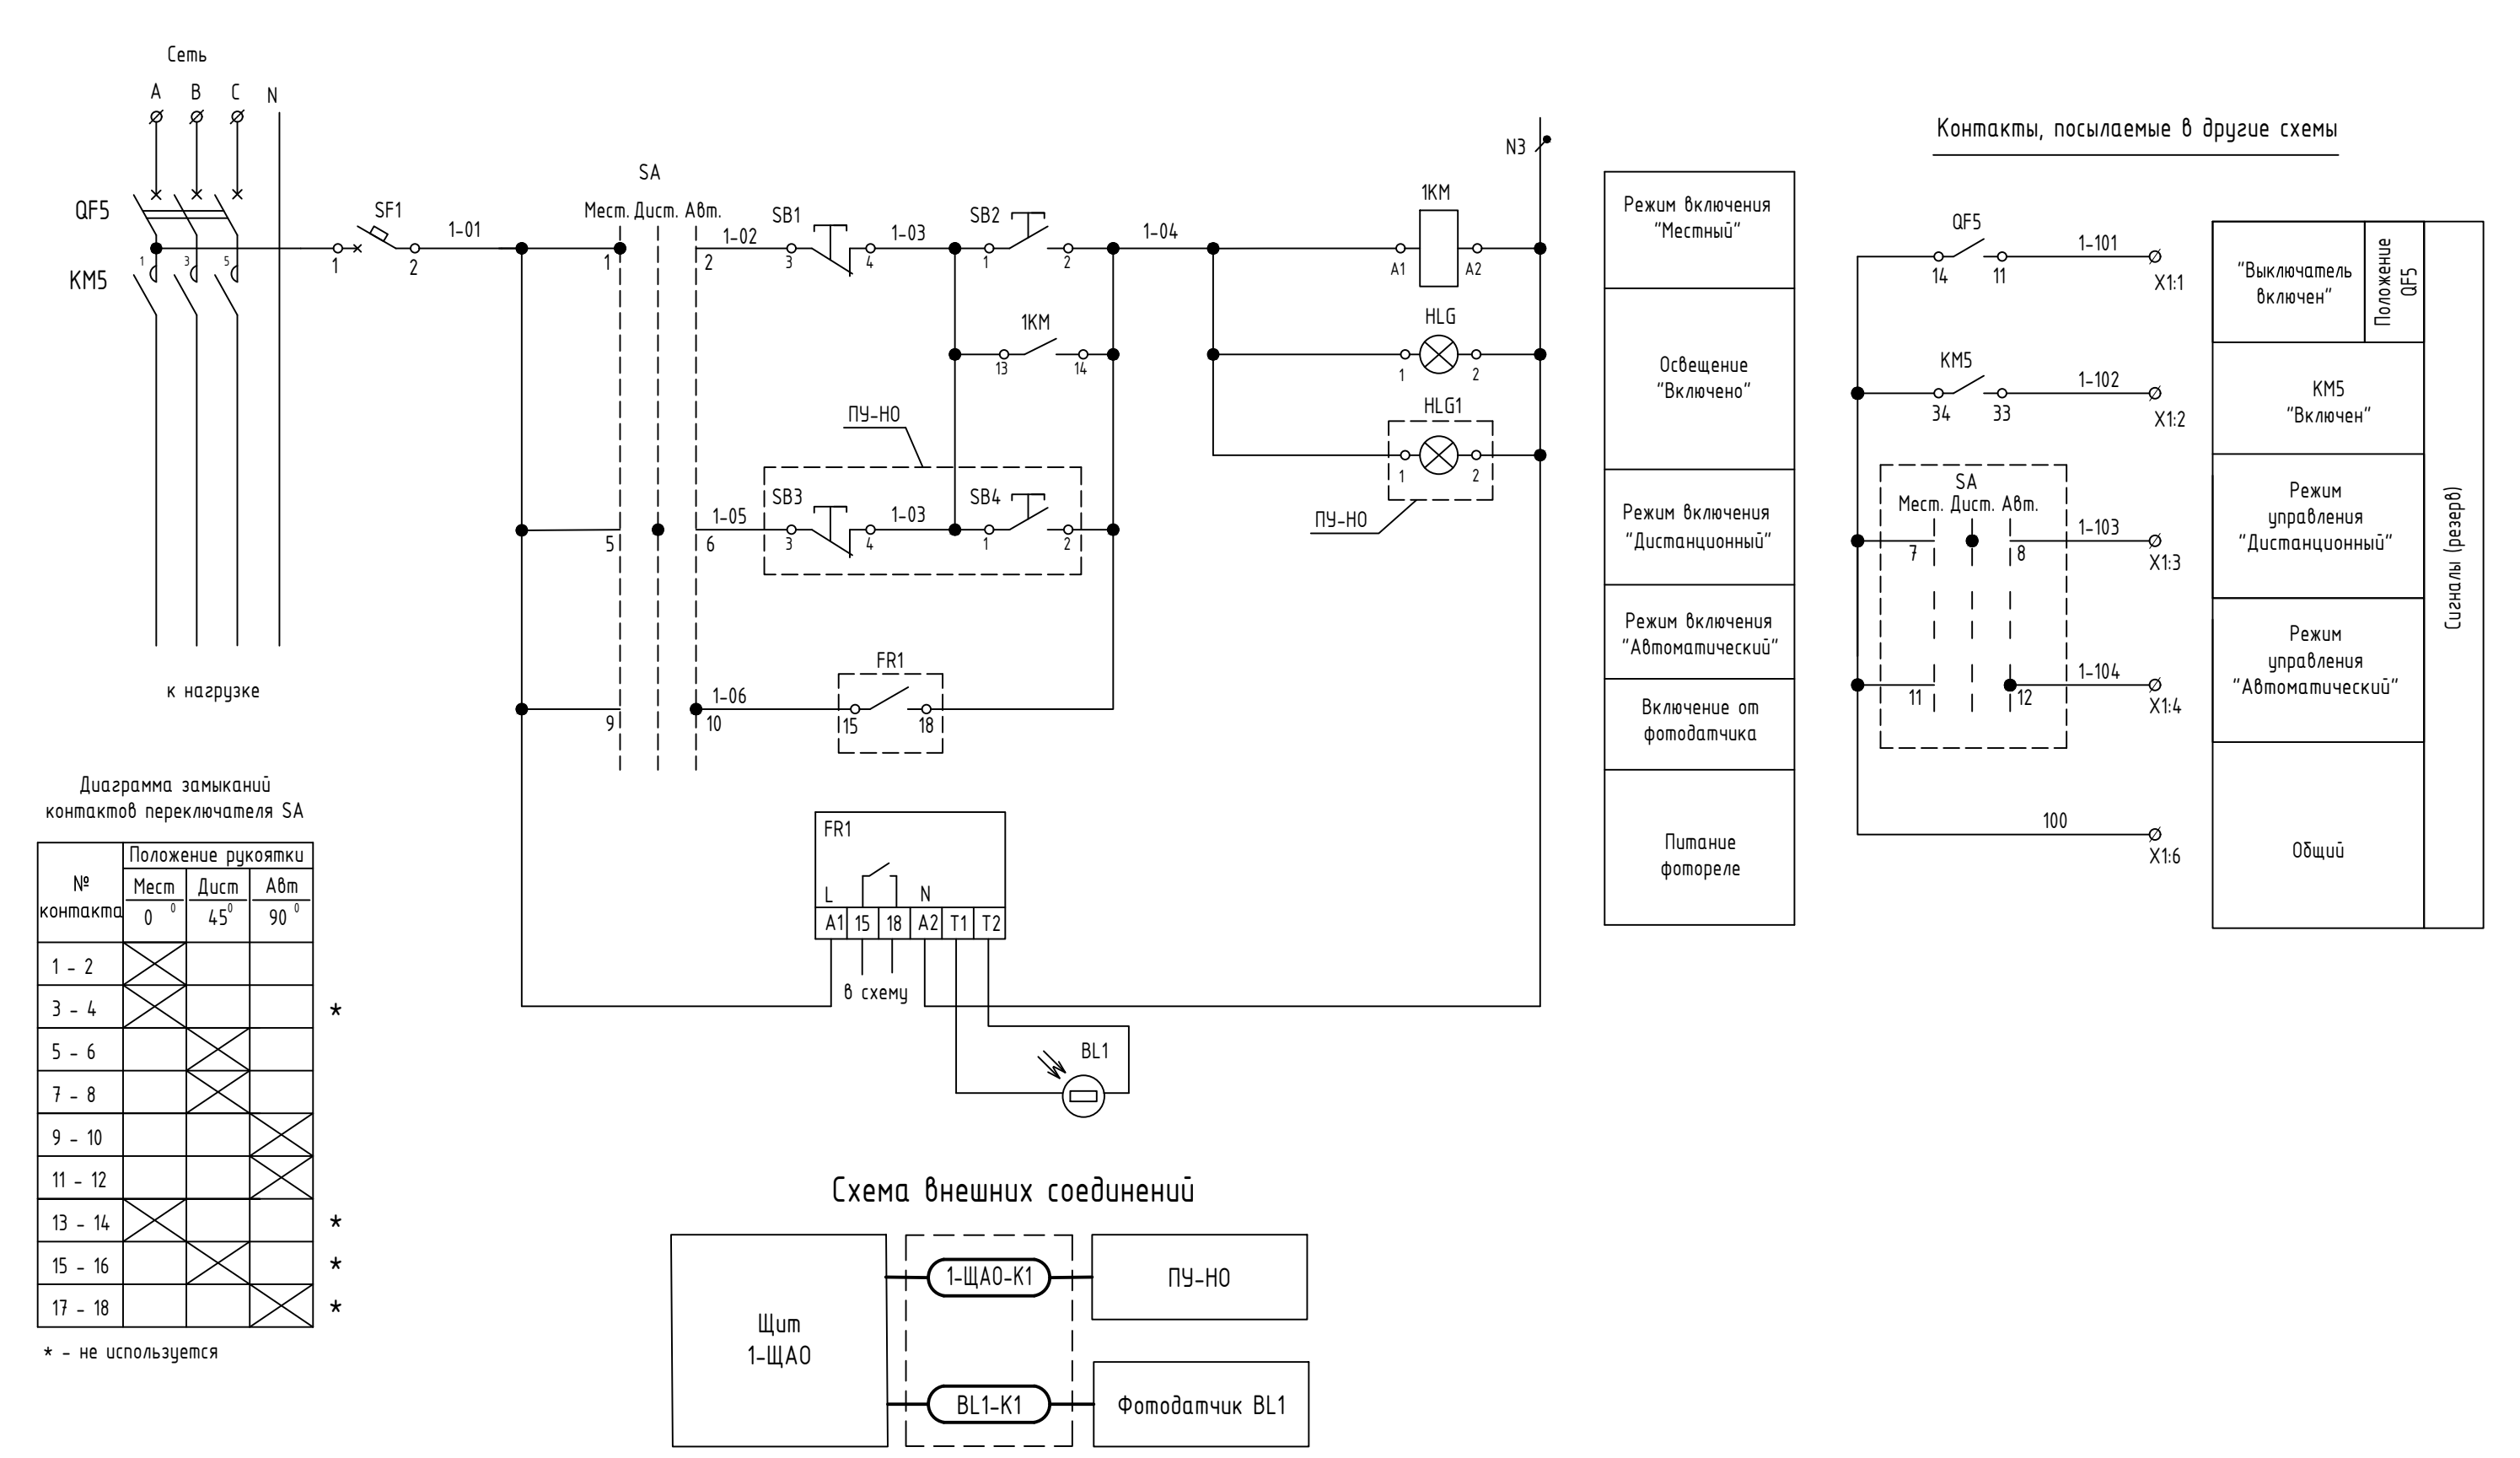 Сеть
A B C N
QF5
1 3 5
KM5
к нагрузке
SF1
1 2
1-01
SA
Мест. Дист. Авт.
1 2
1-02
SB1
3 4
1-03
SB2
1 2
1-04
1KM
A1 A2
N3
1KM
13 14
HLG
1 2
HLG1
1 2
ПУ-НО
ПУ-НО
5 6
1-05
SB3
3 4
1-03
SB4
1 2
9 10
1-06
FR1
15 18
FR1
L N
A1 15 18 A2 T1 T2
в схему
BL1
Режим включения
"Местный"
Освещение
"Включено"
Режим включения
"Дистанционный"
Режим включения
"Автоматический"
Включение от
фотодатчика
Питание
фотореле
Контакты, посылаемые в другие схемы
QF5
14 11
1-101
X1:1
KM5
34 33
1-102
X1:2
SA
Мест. Дист. Авт.
7 8
1-103
X1:3
11 12
1-104
X1:4
100
X1:6
"Выключатель
включен"
Положение
QF5
KM5
"Включен"
Режим
управления
"Дистанционный"
Режим
управления
"Автоматический"
Общий
Сигналы (резерв)
Диаграмма замыканий
контактов переключателя SA
№
контакта
Положение рукоятки
Мест Дист Авт
0 0 45 0 90 0
1 - 2
3 - 4 *
5 - 6
7 - 8
9 - 10
11 - 12
13 - 14 *
15 - 16 *
17 - 18 *
* - не используется
Схема внешних соединений
Щит
1-ЩАО
1-ЩАО-К1
ПУ-НО
BL1-К1
Фотодатчик BL1